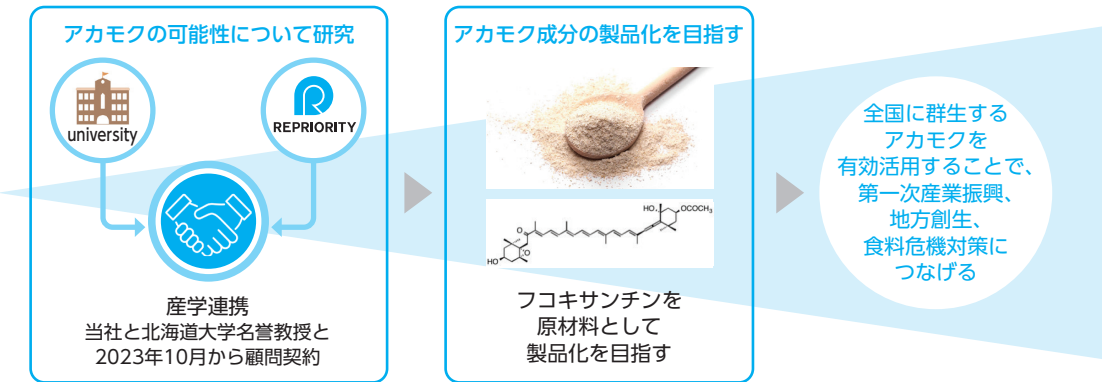 アカモクの可能性について研究
university
REPRIORITY
産学連携
当社と北海道大学名誉教授と
2023年10月から顧問契約
アカモク成分の製品化を目指す
HO
O
O
HO
OCOCH₃
フコキサンチンを
原材料として
製品化を目指す
全国に群生する
アカモクを
有効活用することで、
第一次産業振興、
地方創生、
食料危機対策に
つなげる